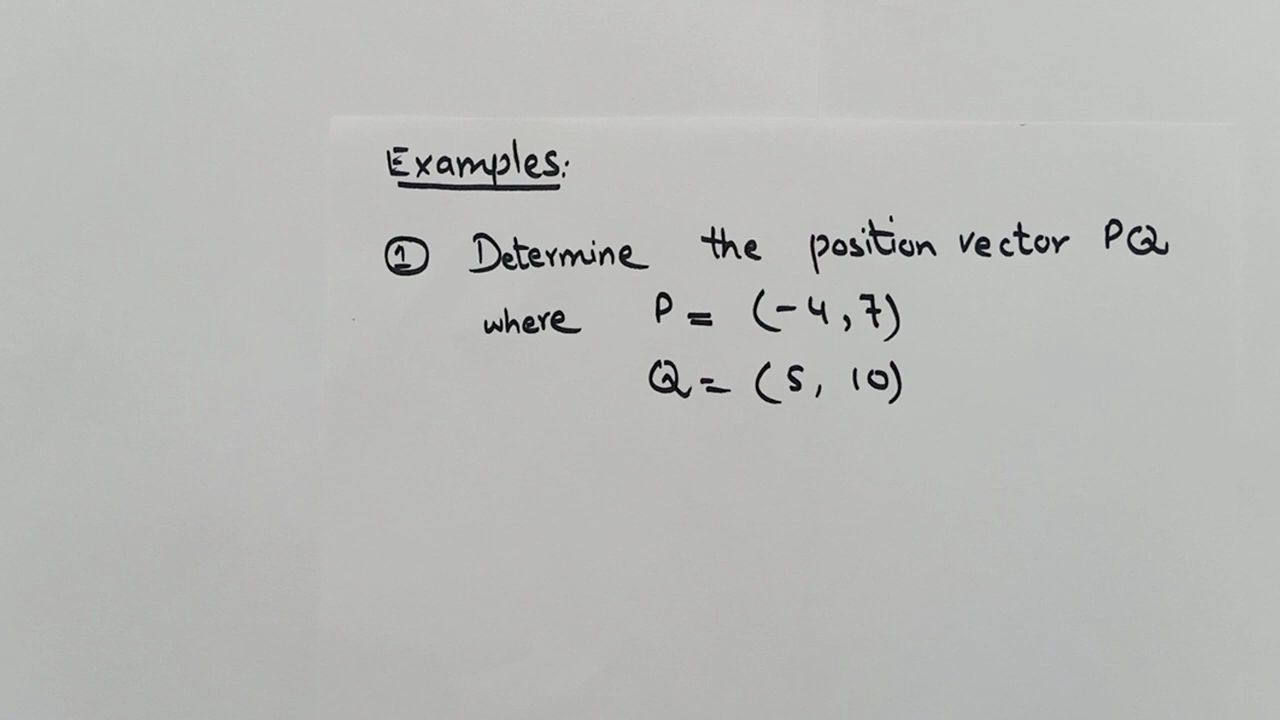 Examples:
① Determine the position vector PQ
where P = (-4, 7)
Q = (5, 10)